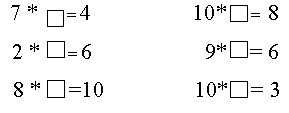 7 * □ = 4 10*□ = 8
2 * □ = 6 9*□ = 6
8 * □ =10 10*□ = 3